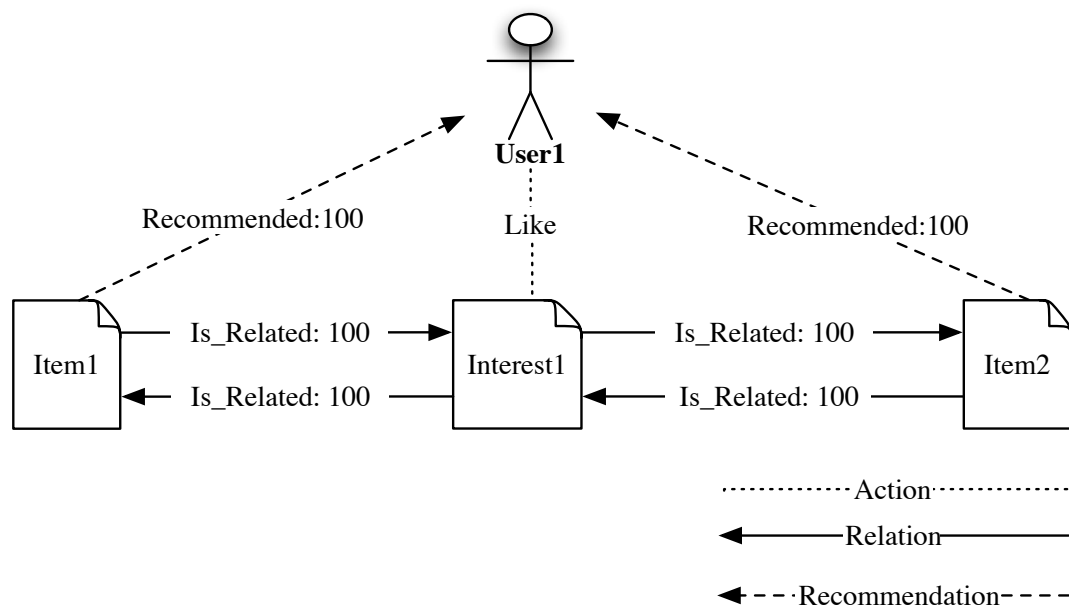 User1
Recommended:100
Like
Recommended:100
Is_Related: 100
Is_Related: 100
Item1
Interest1
Item2
Is_Related: 100
Is_Related: 100
Action
Relation
Recommendation